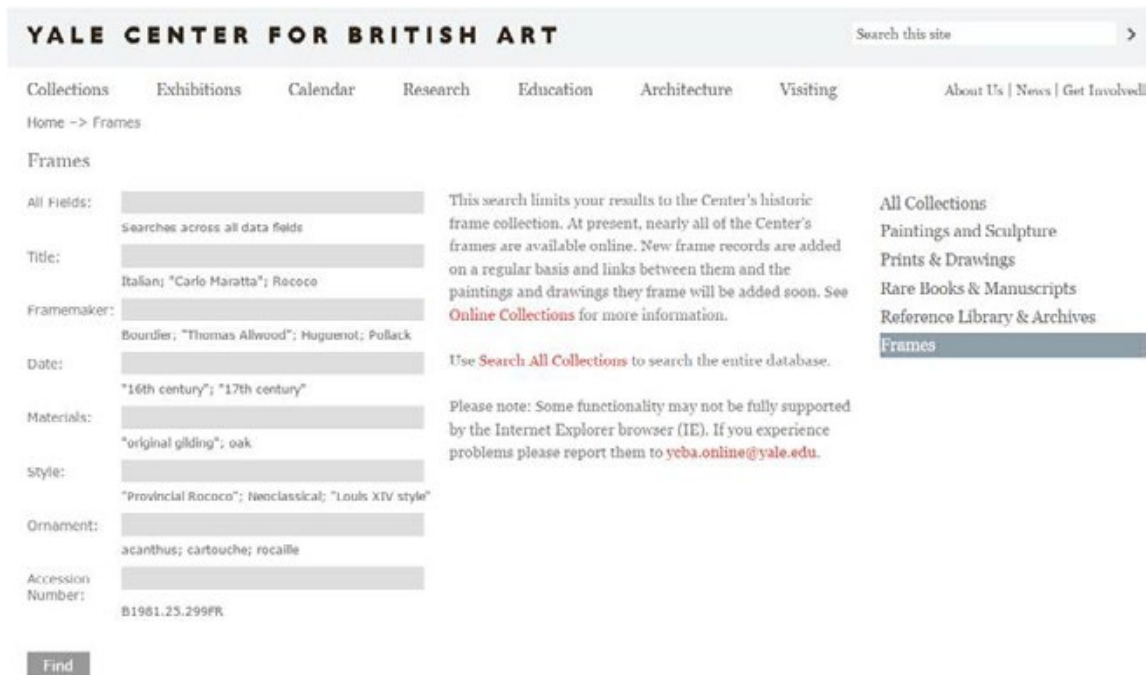 YALE CENTER FOR BRITISH ART
Search this site >
Collections Exhibitions Calendar Research Education Architecture Visiting About Us | News | Get Involved
Home -> Frames
Frames
All Fields:
Searches across all data fields
Title:
Italian; "Carlo Maratta"; Rococo
Framemaker:
Bourdier; "Thomas Allwood"; Huguenot; Pollack
Date:
"16th century"; "17th century"
Materials:
"original gilding"; oak
Style:
"Provincial Rococo"; Neoclassical; "Louis XIV style"
Ornament:
acanthus; cartouche; rocaille
Accession
Number:
B1981.25.299FR
Find
This search limits your results to the Center's historic
frame collection. At present, nearly all of the Center's
frames are available online. New frame records are added
on a regular basis and links between them and the
paintings and drawings they frame will be added soon. See
Online Collections for more information.
Use Search All Collections to search the entire database.
Please note: Some functionality may not be fully supported
by the Internet Explorer browser (IE). If you experience
problems please report them to ycba.online@yale.edu.
All Collections
Paintings and Sculpture
Prints & Drawings
Rare Books & Manuscripts
Reference Library & Archives
Frames